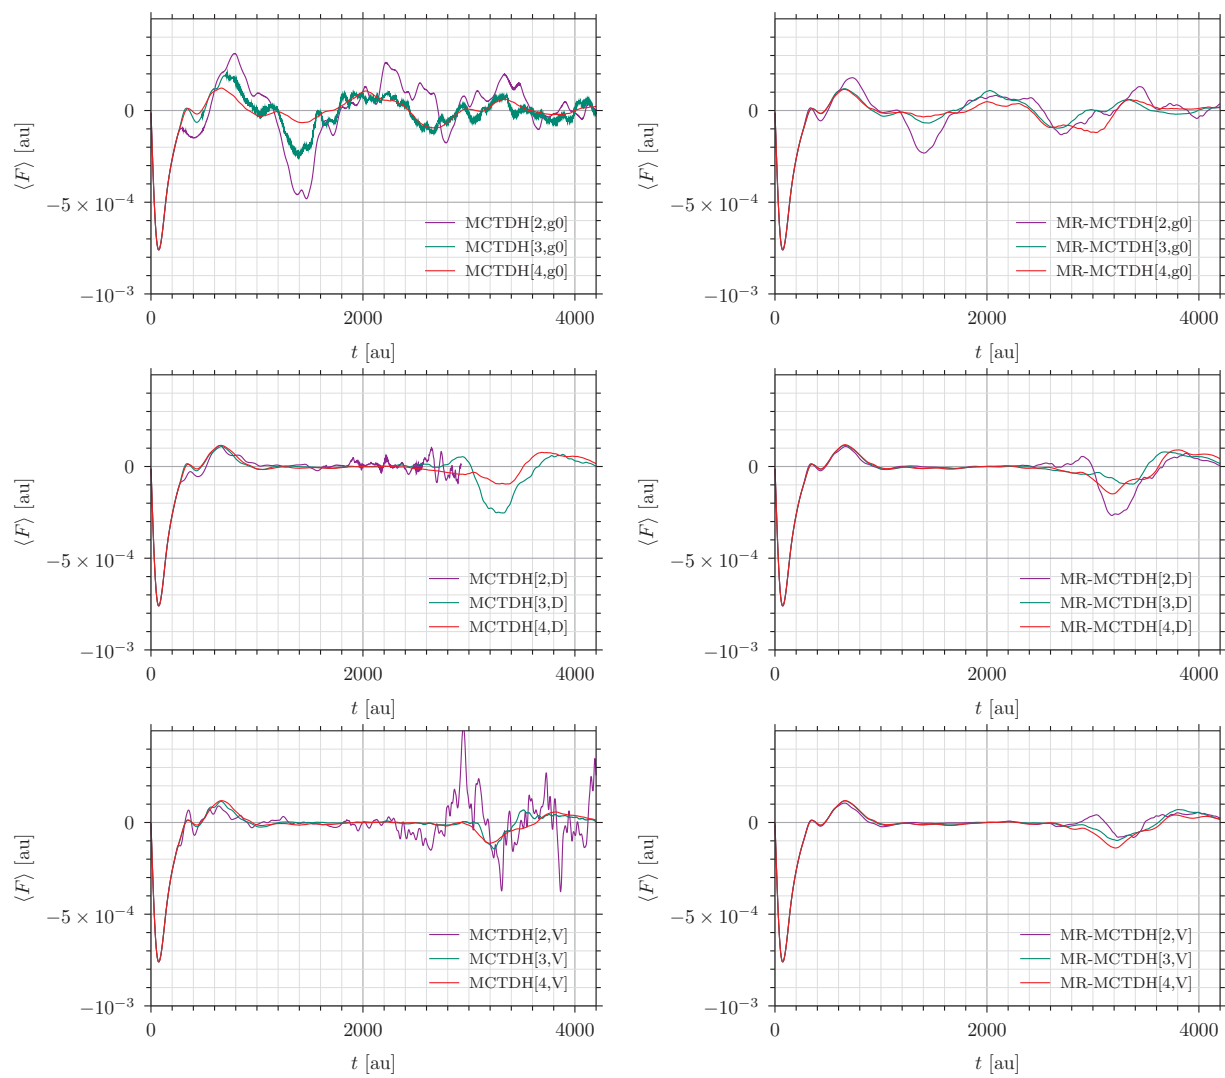 ⟨F⟩ [au]
0
−5 × 10⁻⁴
−10⁻³
MCTDH[2,g0]
MCTDH[3,g0]
MCTDH[4,g0]
0 2000 4000
t [au]
⟨F⟩ [au]
0
−5 × 10⁻⁴
−10⁻³
MR-MCTDH[2,g0]
MR-MCTDH[3,g0]
MR-MCTDH[4,g0]
0 2000 4000
t [au]
⟨F⟩ [au]
0
−5 × 10⁻⁴
−10⁻³
MCTDH[2,D]
MCTDH[3,D]
MCTDH[4,D]
0 2000 4000
t [au]
⟨F⟩ [au]
0
−5 × 10⁻⁴
−10⁻³
MR-MCTDH[2,D]
MR-MCTDH[3,D]
MR-MCTDH[4,D]
0 2000 4000
t [au]
⟨F⟩ [au]
0
−5 × 10⁻⁴
−10⁻³
MCTDH[2,V]
MCTDH[3,V]
MCTDH[4,V]
0 2000 4000
t [au]
⟨F⟩ [au]
0
−5 × 10⁻⁴
−10⁻³
MR-MCTDH[2,V]
MR-MCTDH[3,V]
MR-MCTDH[4,V]
0 2000 4000
t [au]